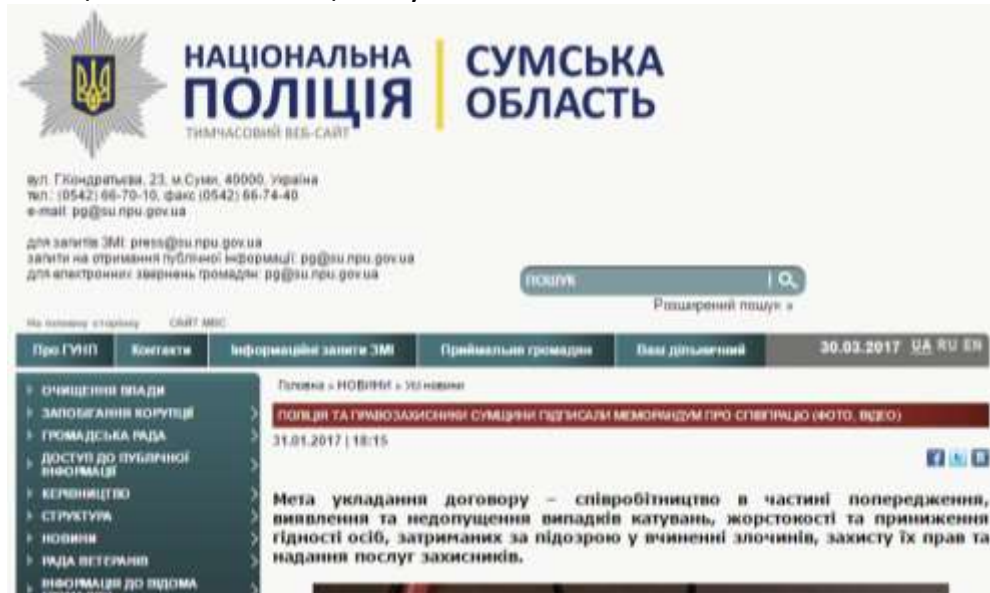 НАЦІОНАЛЬНА
ПОЛІЦІЯ
ТИМЧАСОВИЙ ВЕБ-САЙТ
СУМСЬКА
ОБЛАСТЬ
вул. Г.Кондратьєва, 23, м.Суми, 40000, Україна
тел.: (0542) 66-70-10, факс (0542) 66-74-40
e-mail: pg@su.npu.gov.ua
для запитів ЗМІ: press@su.npu.gov.ua
запити на отримання публічної інформації: pg@su.npu.gov.ua
для електронних звернень громадян: pg@su.npu.gov.ua
ПОШУК
Розширений пошук »
На головну сторінку САЙТ МВС
Про ГУНП Контакти Інформаційні запити ЗМІ Приймальня громадян Ваш дільничний 30.03.2017 UA RU EN
ОЧИЩЕННЯ ВЛАДИ
ЗАПОБІГАННЯ КОРУПЦІЇ
ГРОМАДСЬКА РАДА
ДОСТУП ДО ПУБЛІЧНОЇ
ІНФОРМАЦІЇ
КЕРІВНИЦТВО
СТРУКТУРА
НОВИНИ
РАДА ВЕТЕРАНІВ
ІНФОРМАЦІЯ ДО ВІДОМА
Головна » НОВИНИ » Усі новини
ПОЛІЦІЯ ТА ПРАВОЗАХИСНИКИ СУМЩИНИ ПІДПИСАЛИ МЕМОРАНДУМ ПРО СПІВПРАЦЮ (ФОТО, ВІДЕО)
31.01.2017 | 18:15
Мета укладання договору – співробітництво в частині попередження,
виявлення та недопущення випадків катувань, жорстокості та приниження
гідності осіб, затриманих за підозрою у вчиненні злочинів, захисту їх прав та
надання послуг захисників.